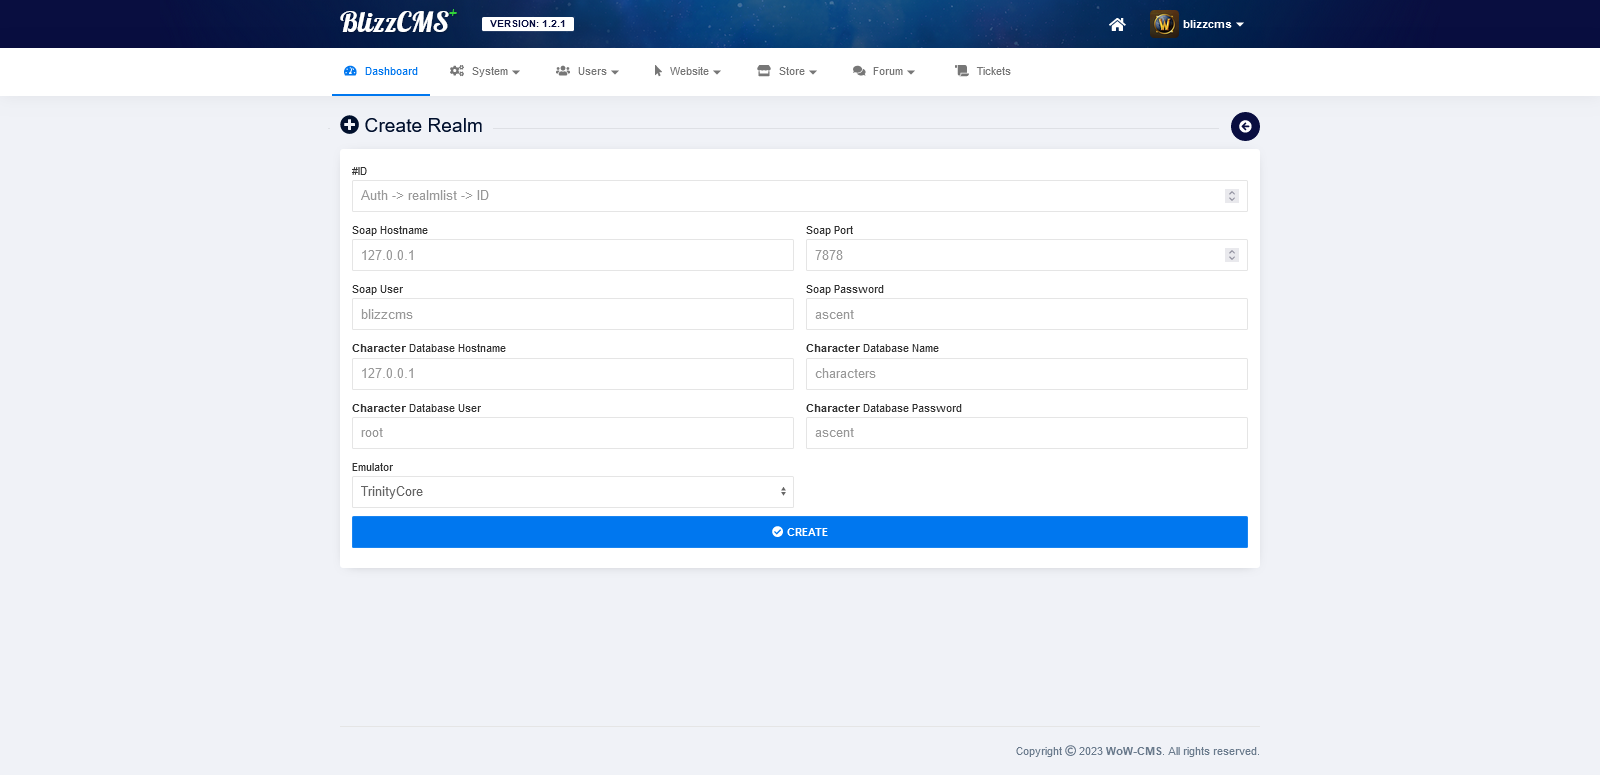 BlizzCMS+ VERSION: 1.2.1 blizzcms
Dashboard System Users Website Store Forum Tickets
Create Realm
#ID
Auth -> realmlist -> ID
Soap Hostname Soap Port
127.0.0.1 7878
Soap User Soap Password
blizzcms ascent
Character Database Hostname Character Database Name
127.0.0.1 characters
Character Database User Character Database Password
root ascent
Emulator
TrinityCore
CREATE
Copyright © 2023 WoW-CMS. All rights reserved.